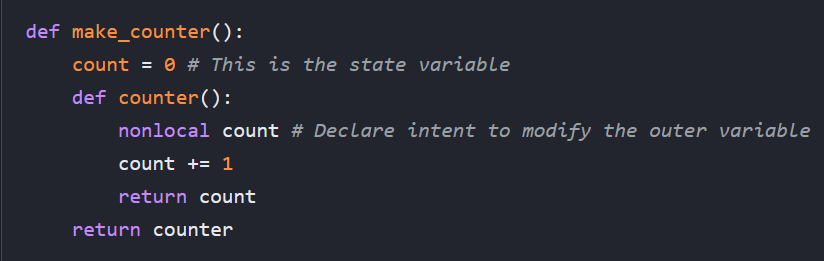 def make_counter():
    count = 0 # This is the state variable
    def counter():
        nonlocal count # Declare intent to modify the outer variable
        count += 1
        return count
    return counter